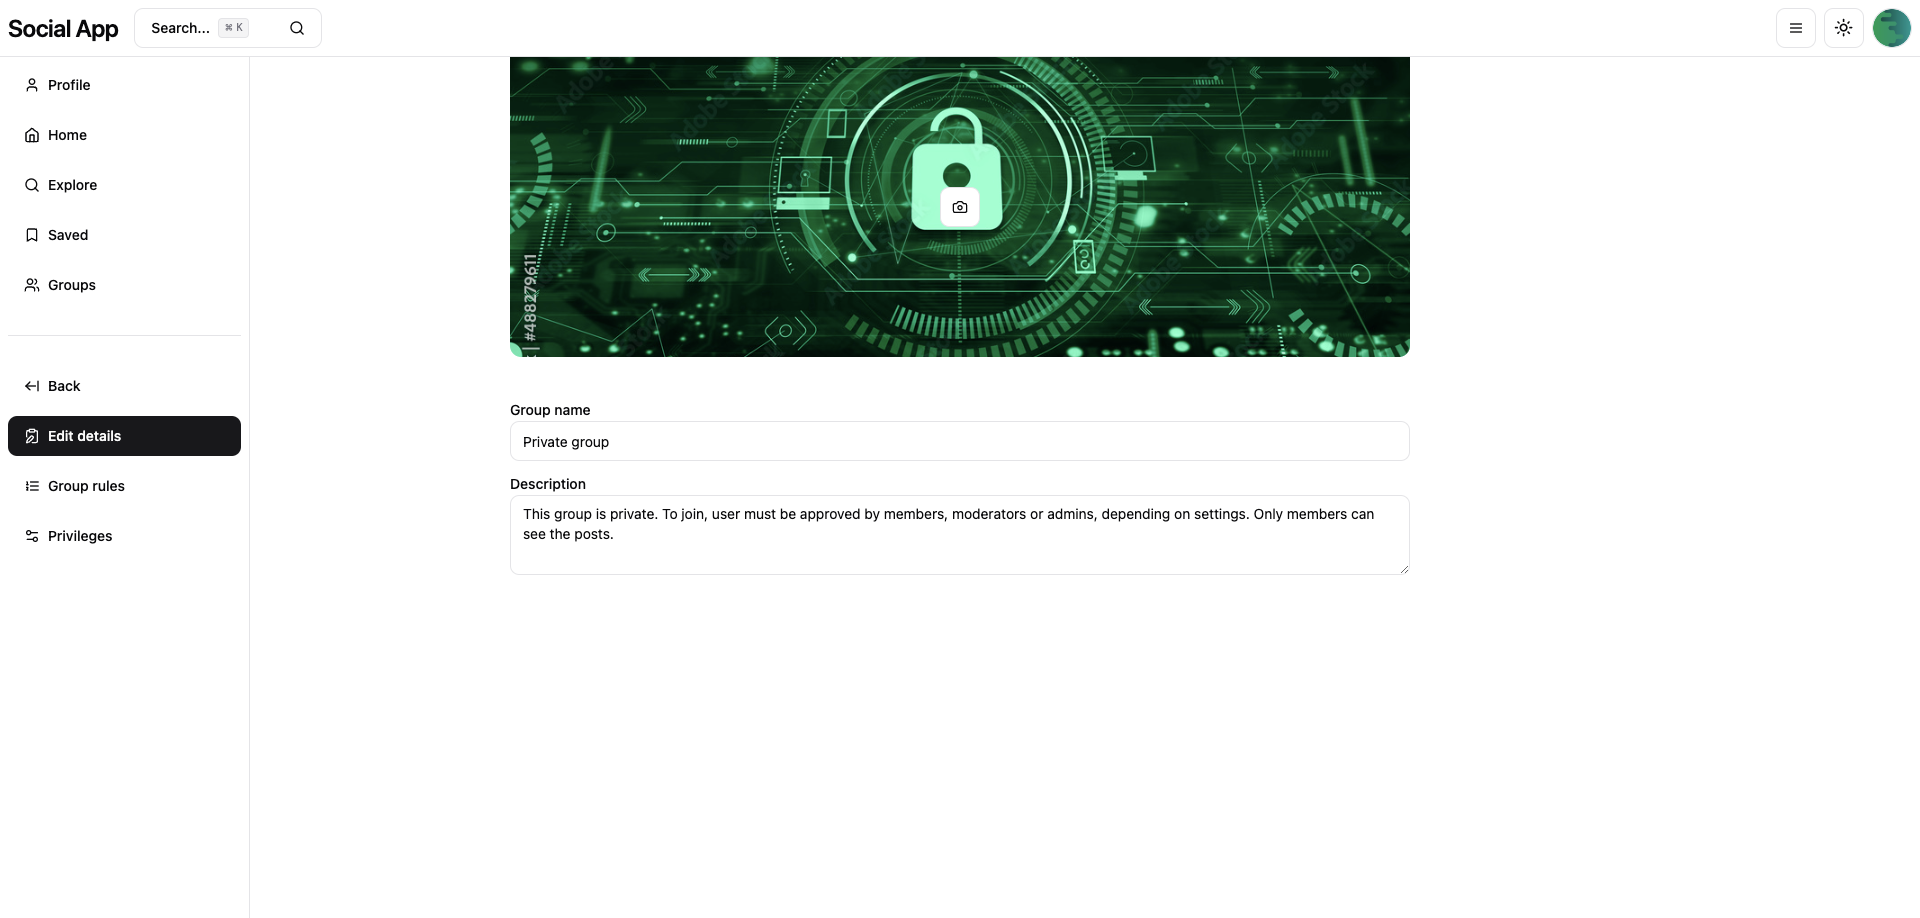 Social App
Search... ⌘ K
Profile
Home
Explore
Saved
Groups
Back
Edit details
Group rules
Privileges
Adobe Stock
#488279611
Group name
Private group
Description
This group is private. To join, user must be approved by members, moderators or admins, depending on settings. Only members can
see the posts.